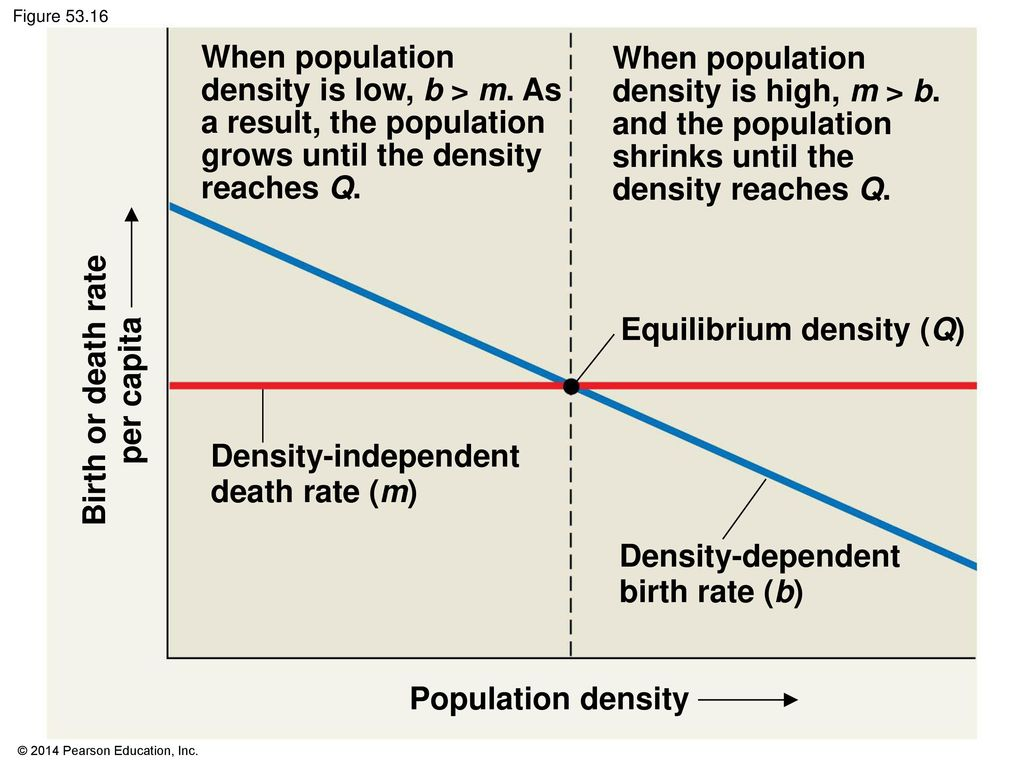 Figure 53.16
When population
density is low, b > m. As
a result, the population
grows until the density
reaches Q.
When population
density is high, m > b.
and the population
shrinks until the
density reaches Q.
Birth or death rate
per capita
Equilibrium density (Q)
Density-independent
death rate (m)
Density-dependent
birth rate (b)
Population density
© 2014 Pearson Education, Inc.